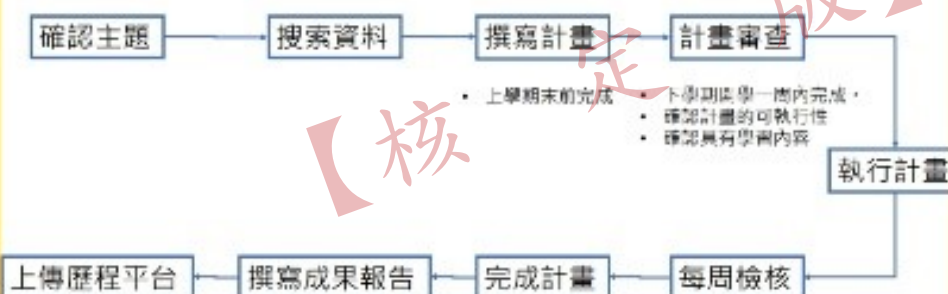 確認主題
搜索資料
撰寫計畫
計畫審查
• 上學期末前完成
• 下學期開學一周內完成，
• 確認計畫的可執行性
• 確認具有學習內容
執行計畫
每周檢核
完成計畫
撰寫成果報告
上傳歷程平台
【核定版】